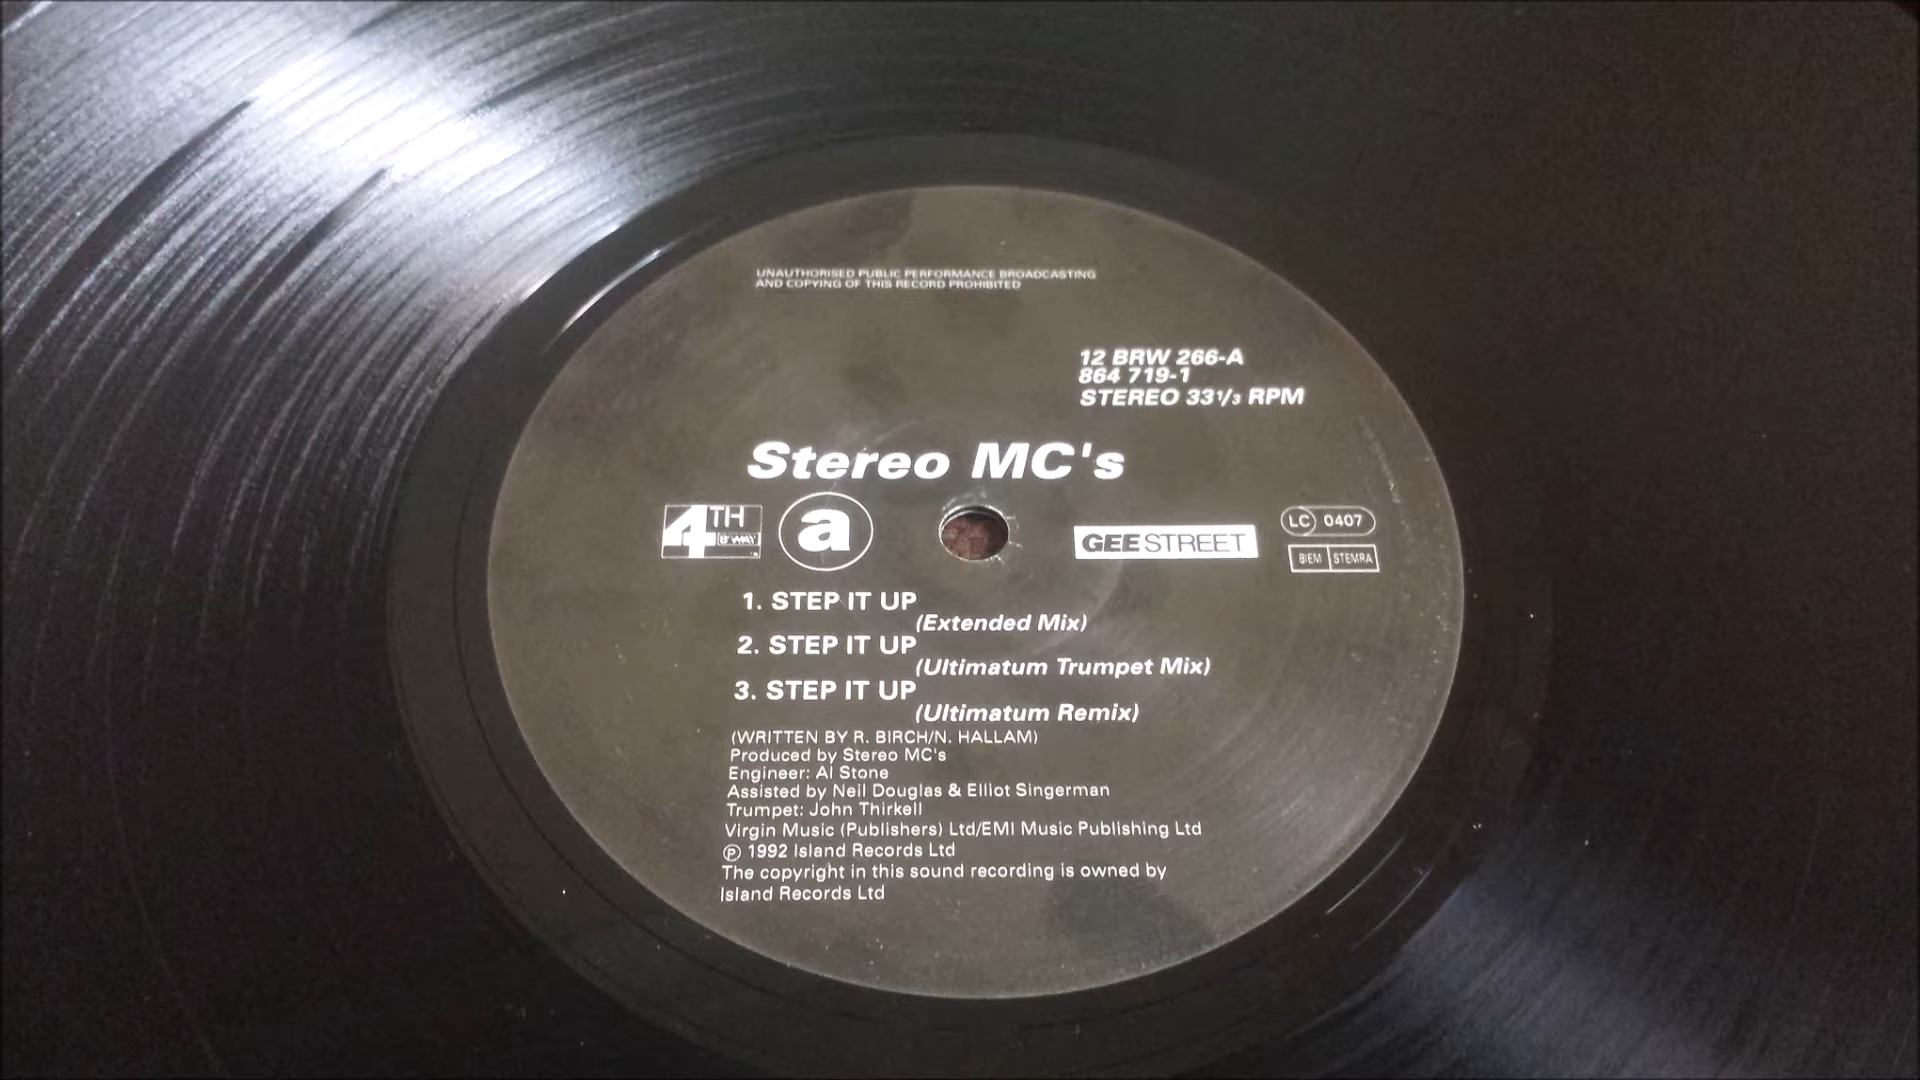 UNAUTHORISED PUBLIC PERFORMANCE BROADCASTING
AND COPYING OF THIS RECORD PROHIBITED
12 BRW 266-A
864 719-1
STEREO 33 1/3 RPM
Stereo MC's
4TH
B'WAY
a
GEE STREET
LC 0407
BIEM STEMRA
1. STEP IT UP
(Extended Mix)
2. STEP IT UP
(Ultimatum Trumpet Mix)
3. STEP IT UP
(Ultimatum Remix)
(WRITTEN BY R. BIRCH/N. HALLAM)
Produced by Stereo MC's
Engineer: Al Stone
Assisted by Neil Douglas & Elliot Singerman
Trumpet: John Thirkell
Virgin Music (Publishers) Ltd/EMI Music Publishing Ltd
℗ 1992 Island Records Ltd
The copyright in this sound recording is owned by
Island Records Ltd